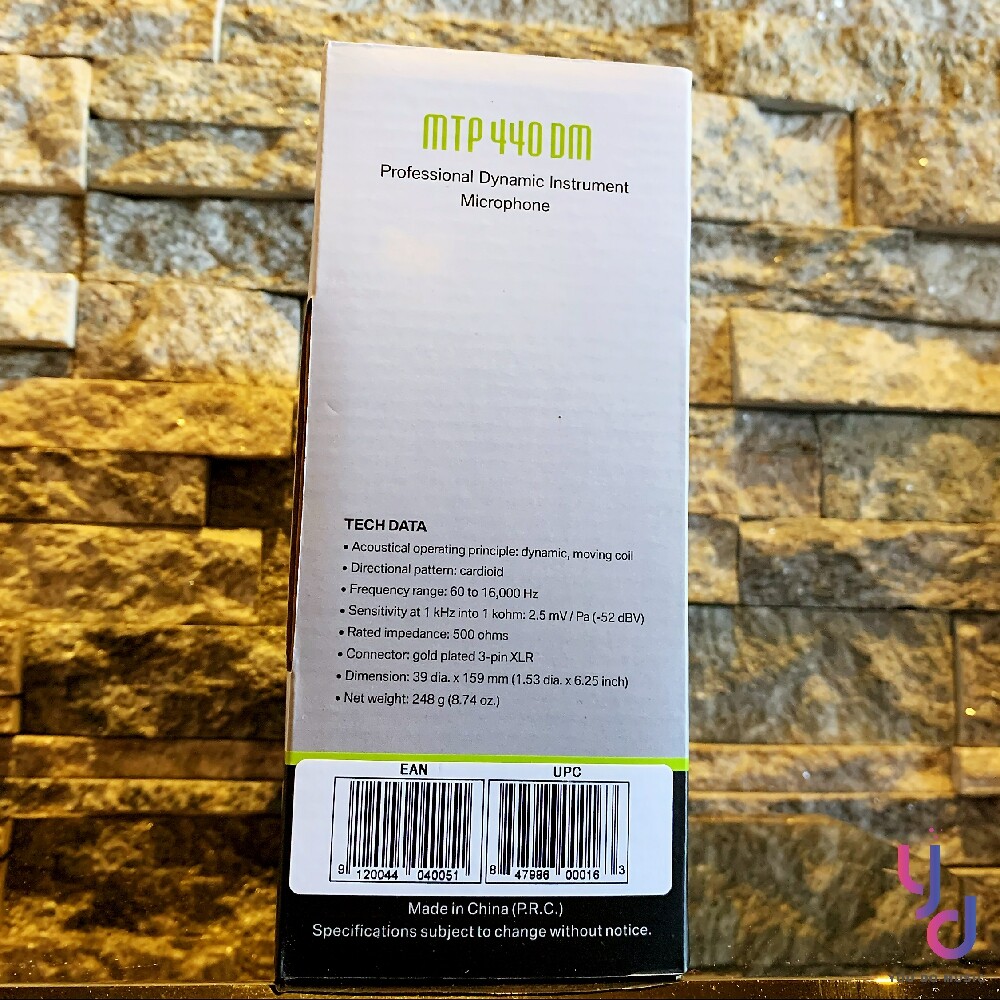 MTP 440 DM
Professional Dynamic Instrument
Microphone
TECH DATA
• Acoustical operating principle: dynamic, moving coil
• Directional pattern: cardioid
• Frequency range: 60 to 16,000 Hz
• Sensitivity at 1 kHz into 1 kohm: 2.5 mV / Pa (-52 dBV)
• Rated impedance: 500 ohms
• Connector: gold plated 3-pin XLR
• Dimension: 39 dia. x 159 mm (1.53 dia. x 6.25 inch)
• Net weight: 248 g (8.74 oz.)
EAN UPC
9 120044 040051 8 47986 00016 3
Made in China (P.R.C.)
Specifications subject to change without notice.
yd